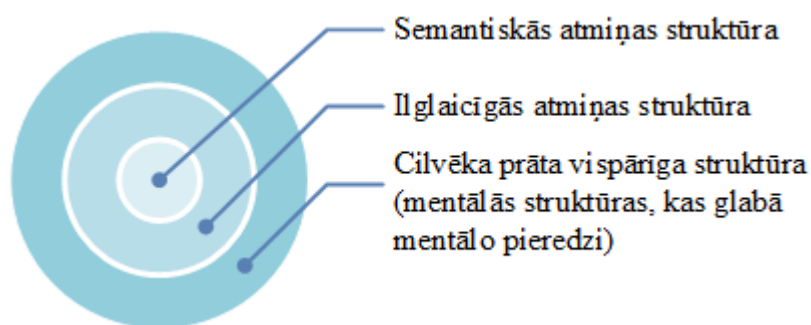 Semantiskās atmiņas struktūra
Ilglaicīgās atmiņas struktūra
Cilvēka prāta vispārīga struktūra
(mentālās struktūras, kas glabā
mentālo pieredzi)